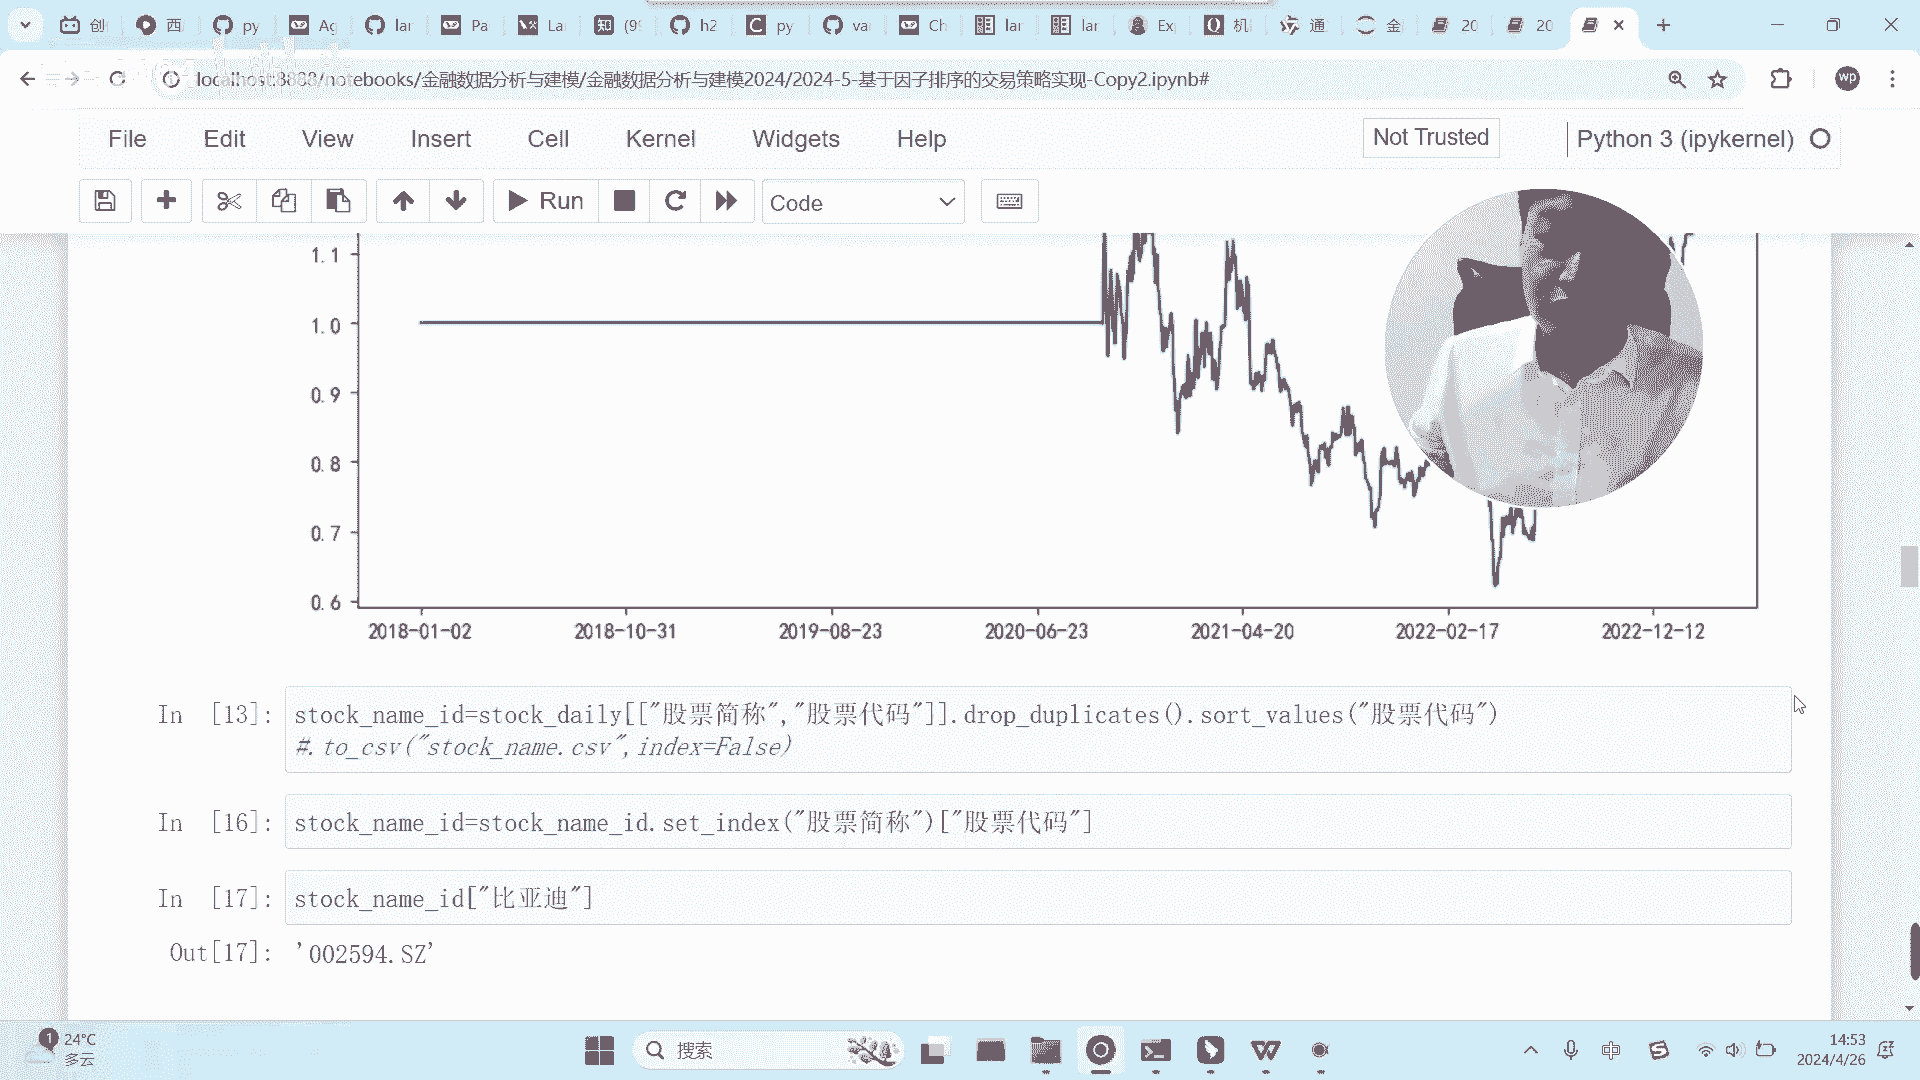 创
西
py
Ag
lar
Pa
La
(9
h2
py
va
Ch
lar
lar
Ex
机
通
金
20
20
localhost:8888/notebooks/金融数据分析与建模/金融数据分析与建模2024/2024-5-基于因子排序的交易策略实现-Copy2.ipynb#
wp
File Edit View Insert Cell Kernel Widgets Help
Not Trusted
Python 3 (ipykernel)
Run
Code
1.1
1.0
0.9
0.8
0.7
0.6
2018-01-02 2018-10-31 2019-08-23 2020-06-23 2021-04-20 2022-02-17 2022-12-12
In [13]: stock_name_id=stock_daily[["股票简称","股票代码"]].drop_duplicates().sort_values("股票代码")
#.to_csv("stock_name.csv",index=False)
In [16]: stock_name_id=stock_name_id.set_index("股票简称")["股票代码"]
In [17]: stock_name_id["比亚迪"]
Out[17]: '002594.SZ'
1
24°C
多云
搜索
中
14:53
2024/4/26